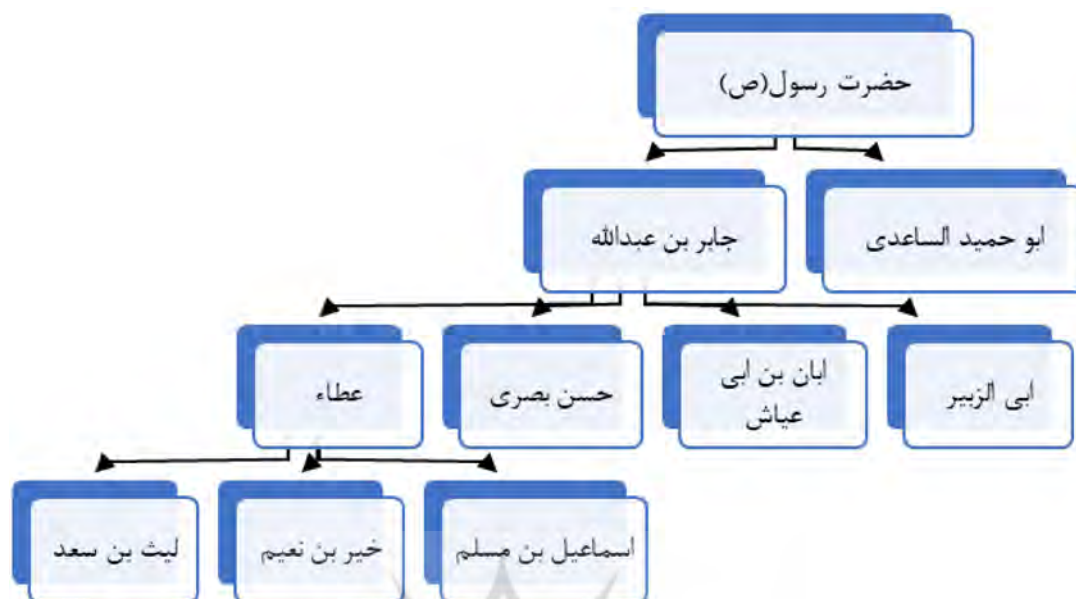 حضرت رسول(ص)
ابو حمید الساعدی
جابر بن عبدالله
ابی الزبیر
ابان بن ابی
عیاش
حسن بصری
عطاء
اسماعیل بن مسلم
خیر بن نعیم
لیث بن سعد